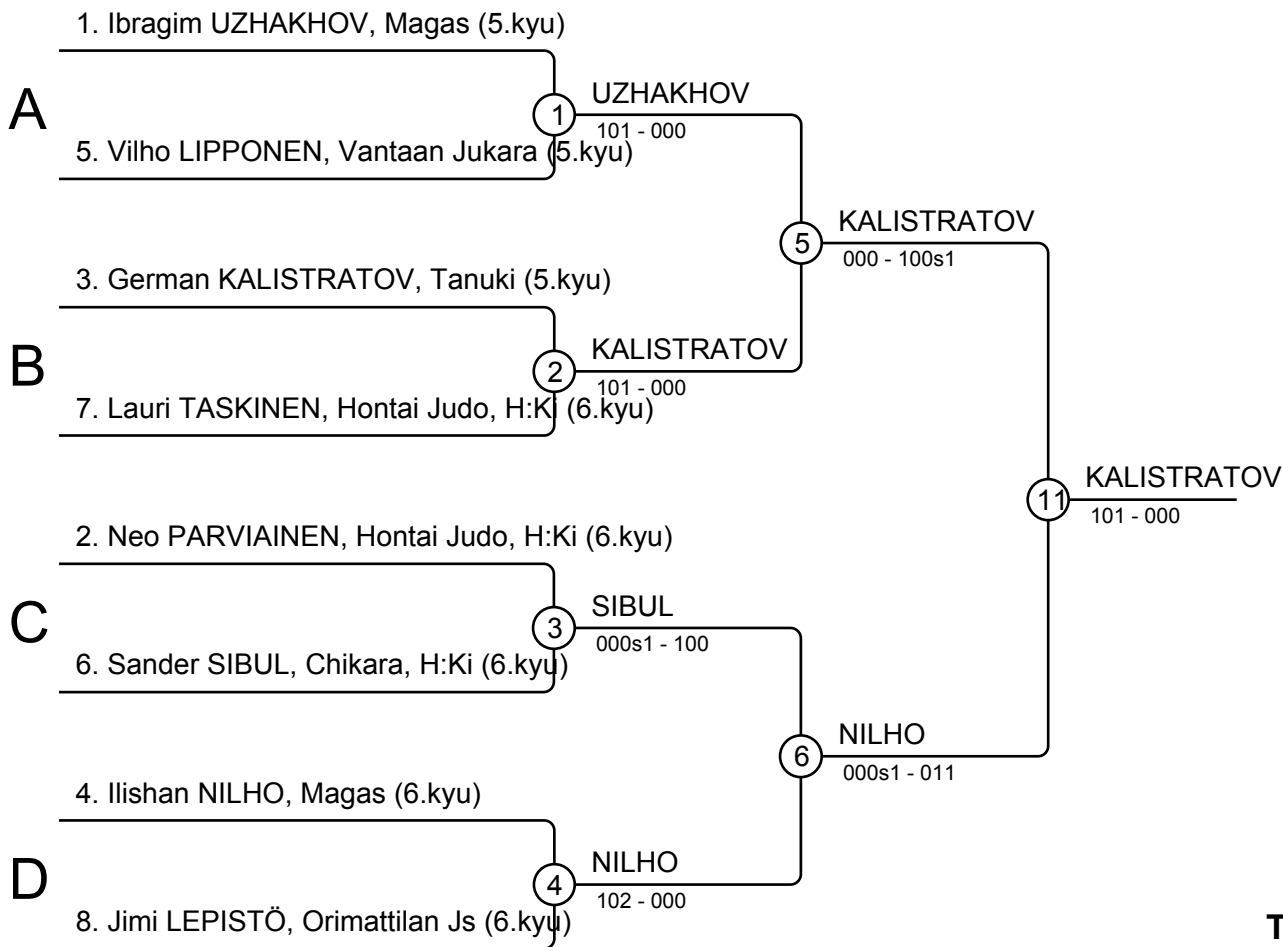 1. Ibragim UZHAKHOV, Magas (5.kyu)
A
1
UZHAKHOV
101 - 000
5. Vilho LIPPONEN, Vantaan Jukara (5.kyu)
5
KALISTRATOV
000 - 100s1
3. German KALISTRATOV, Tanuki (5.kyu)
B
2
KALISTRATOV
101 - 000
7. Lauri TASKINEN, Hontai Judo, H:Ki (6.kyu)
11
KALISTRATOV
101 - 000
2. Neo PARVIAINEN, Hontai Judo, H:Ki (6.kyu)
C
3
SIBUL
000s1 - 100
6. Sander SIBUL, Chikara, H:Ki (6.kyu)
6
NILHO
000s1 - 011
4. Ilishan NILHO, Magas (6.kyu)
D
4
NILHO
102 - 000
8. Jimi LEPISTÖ, Orimattilan Js (6.kyu)
T